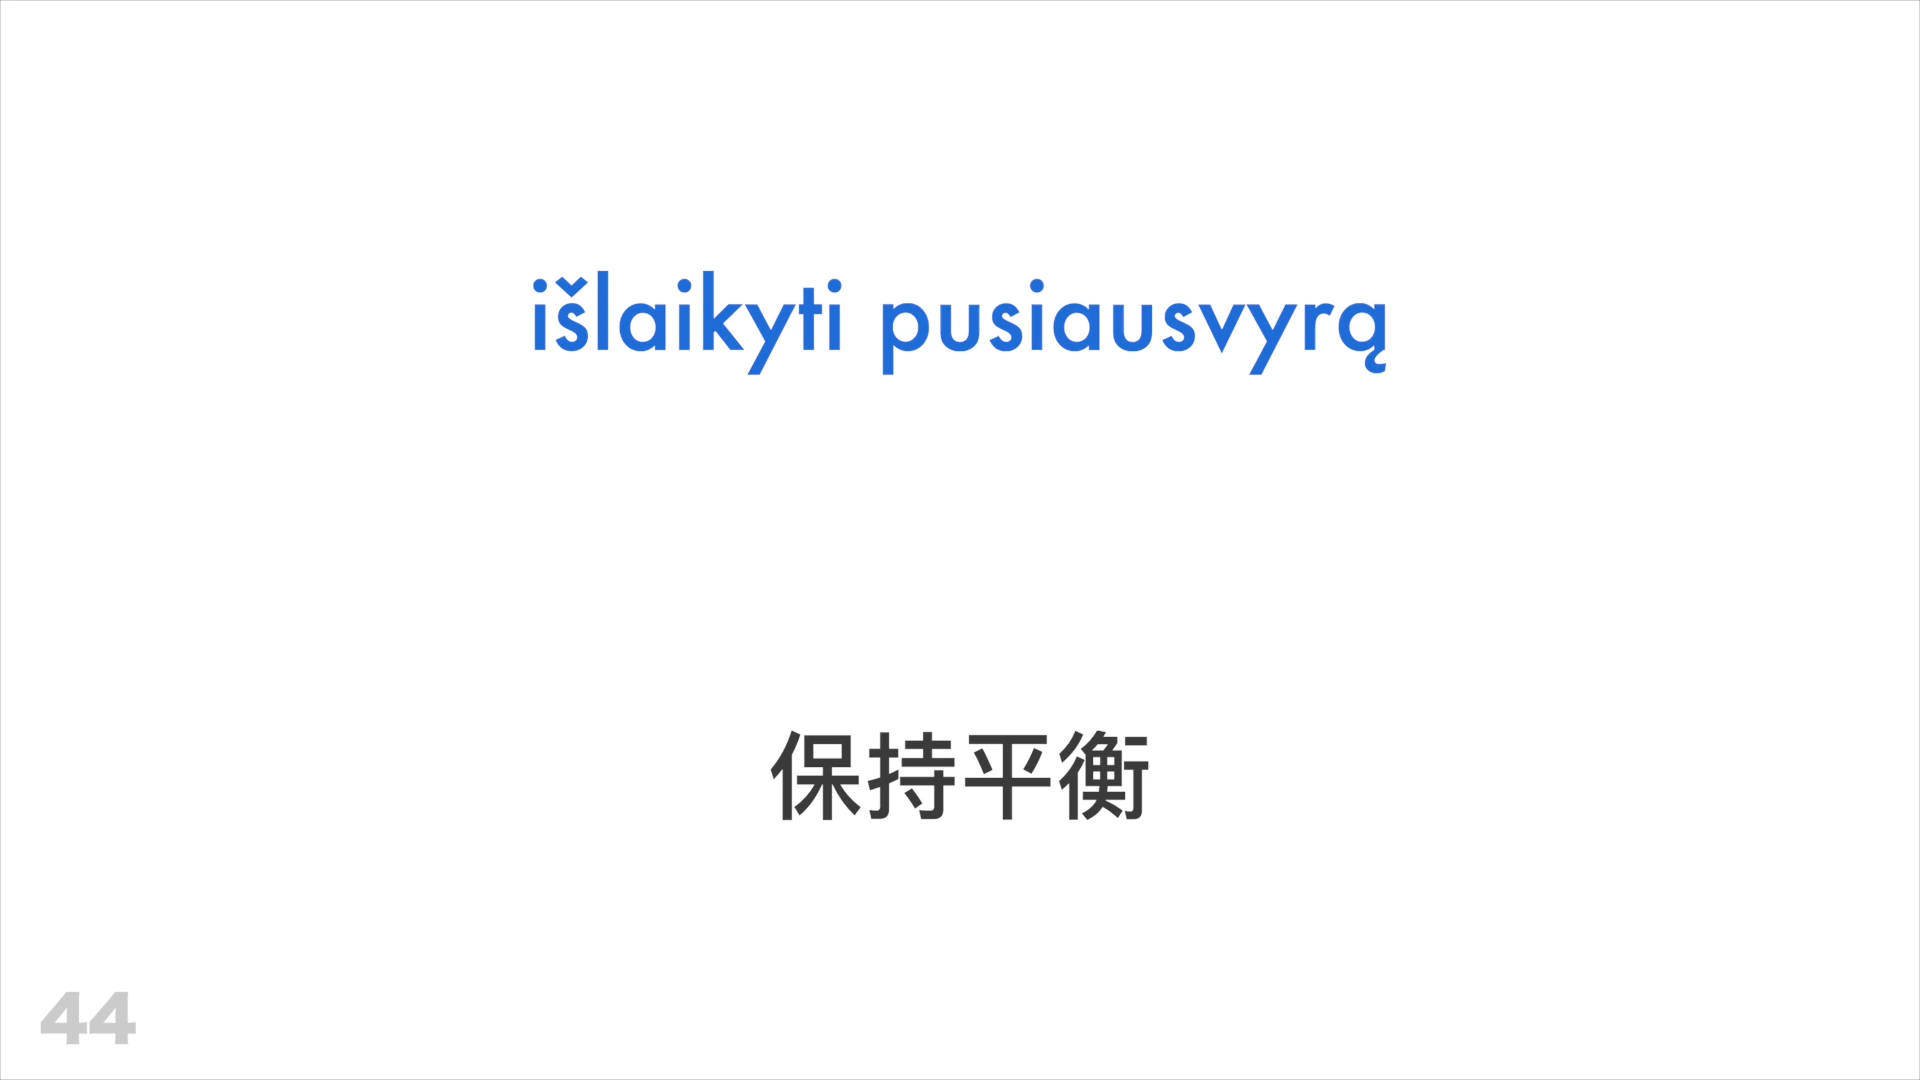 išlaikyti pusiausvyrą
保持平衡
44